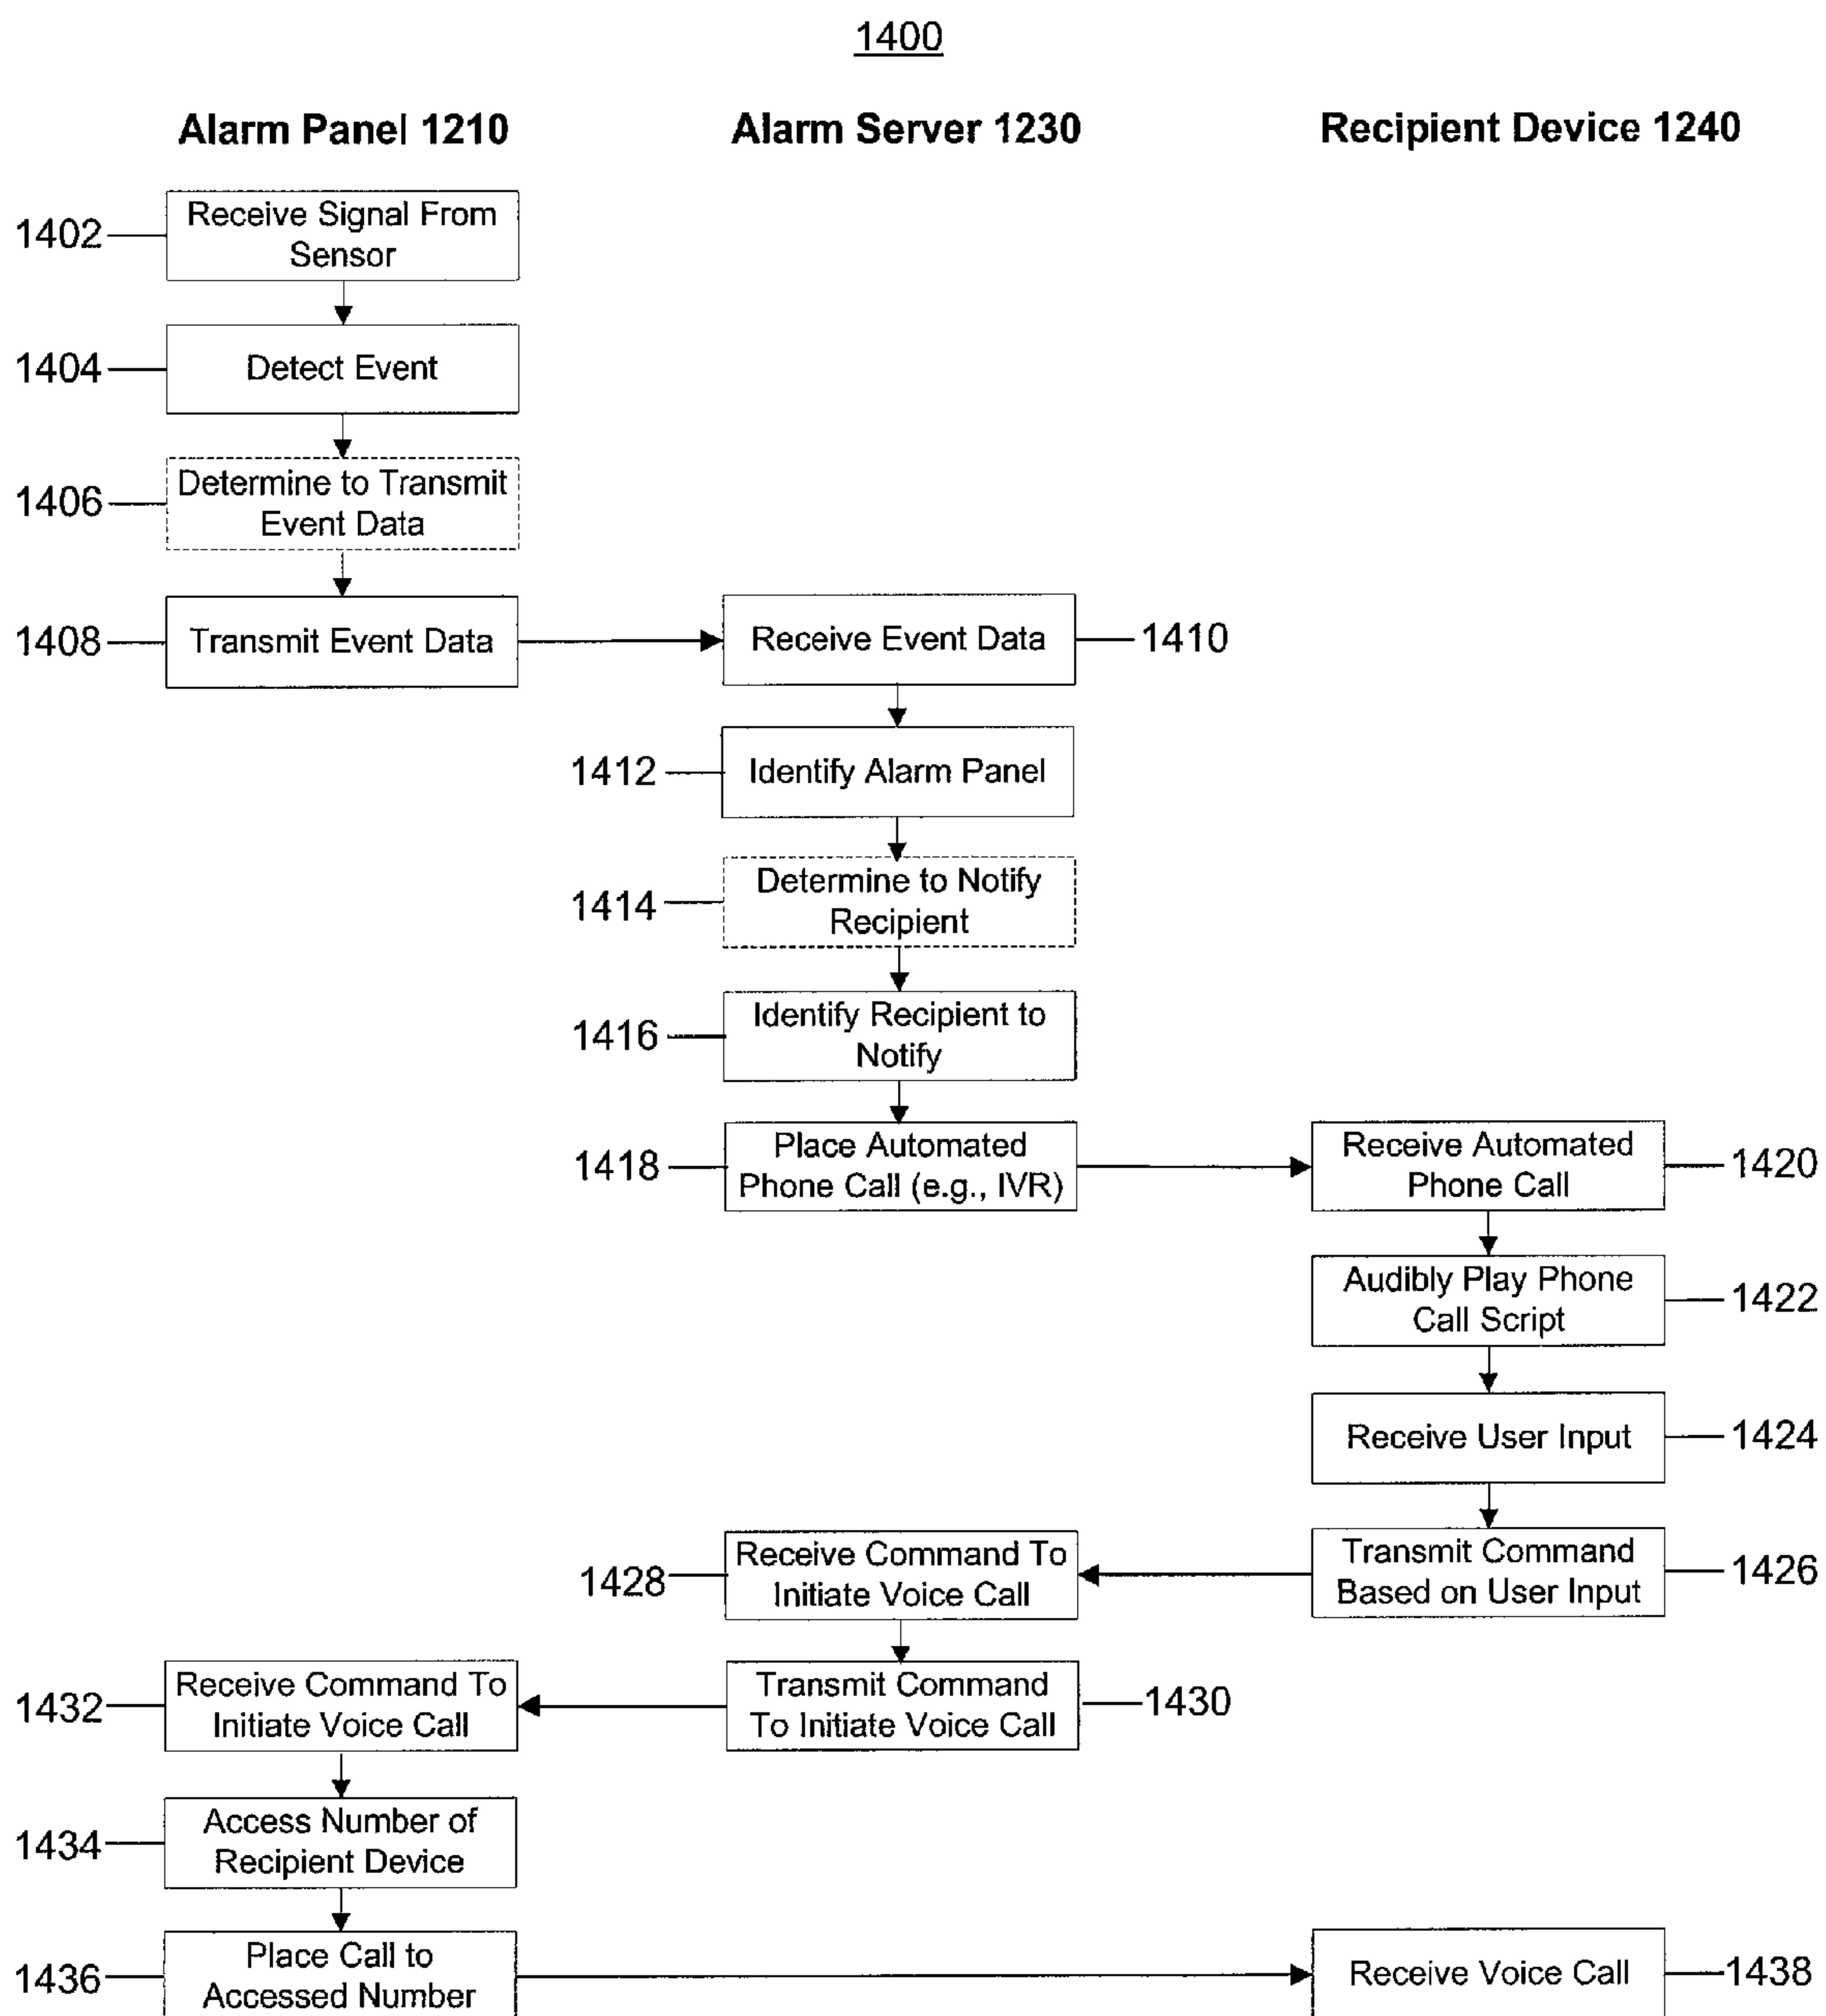 1400
Alarm Panel 1210
Alarm Server 1230
Recipient Device 1240
1402
Receive Signal From
Sensor
1404
Detect Event
1406
Determine to Transmit
Event Data
1408
Transmit Event Data
Receive Event Data
1410
1412
Identify Alarm Panel
1414
Determine to Notify
Recipient
1416
Identify Recipient to
Notify
1418
Place Automated
Phone Call (e.g., IVR)
Receive Automated
Phone Call
1420
Audibly Play Phone
Call Script
1422
Receive User Input
1424
Transmit Command
Based on User Input
1426
1428
Receive Command To
Initiate Voice Call
Transmit Command
To Initiate Voice Call
1430
1432
Receive Command To
Initiate Voice Call
1434
Access Number of
Recipient Device
1436
Place Call to
Accessed Number
Receive Voice Call
1438